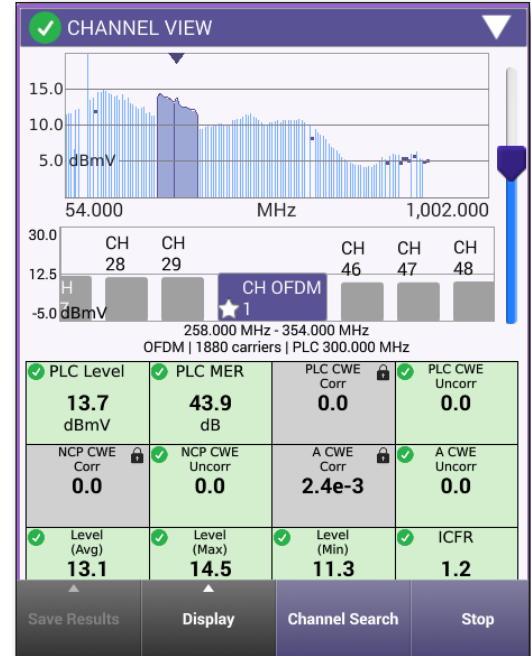 CHANNEL VIEW
15.0
10.0
5.0 dBmV
54.000 MHz 1,002.000
30.0
12.5
-5.0 dBmV
CH 28
CH 29
CH OFDM 1
CH 46
CH 47
CH 48
H
258.000 MHz - 354.000 MHz
OFDM | 1880 carriers | PLC 300.000 MHz
PLC Level
13.7
dBmV
PLC MER
43.9
dB
PLC CWE
Corr
0.0
PLC CWE
Uncorr
0.0
NCP CWE
Corr
0.0
NCP CWE
Uncorr
0.0
A CWE
Corr
2.4e-3
A CWE
Uncorr
0.0
Level
(Avg)
13.1
Level
(Max)
14.5
Level
(Min)
11.3
ICFR
1.2
Save Results
Display
Channel Search
Stop